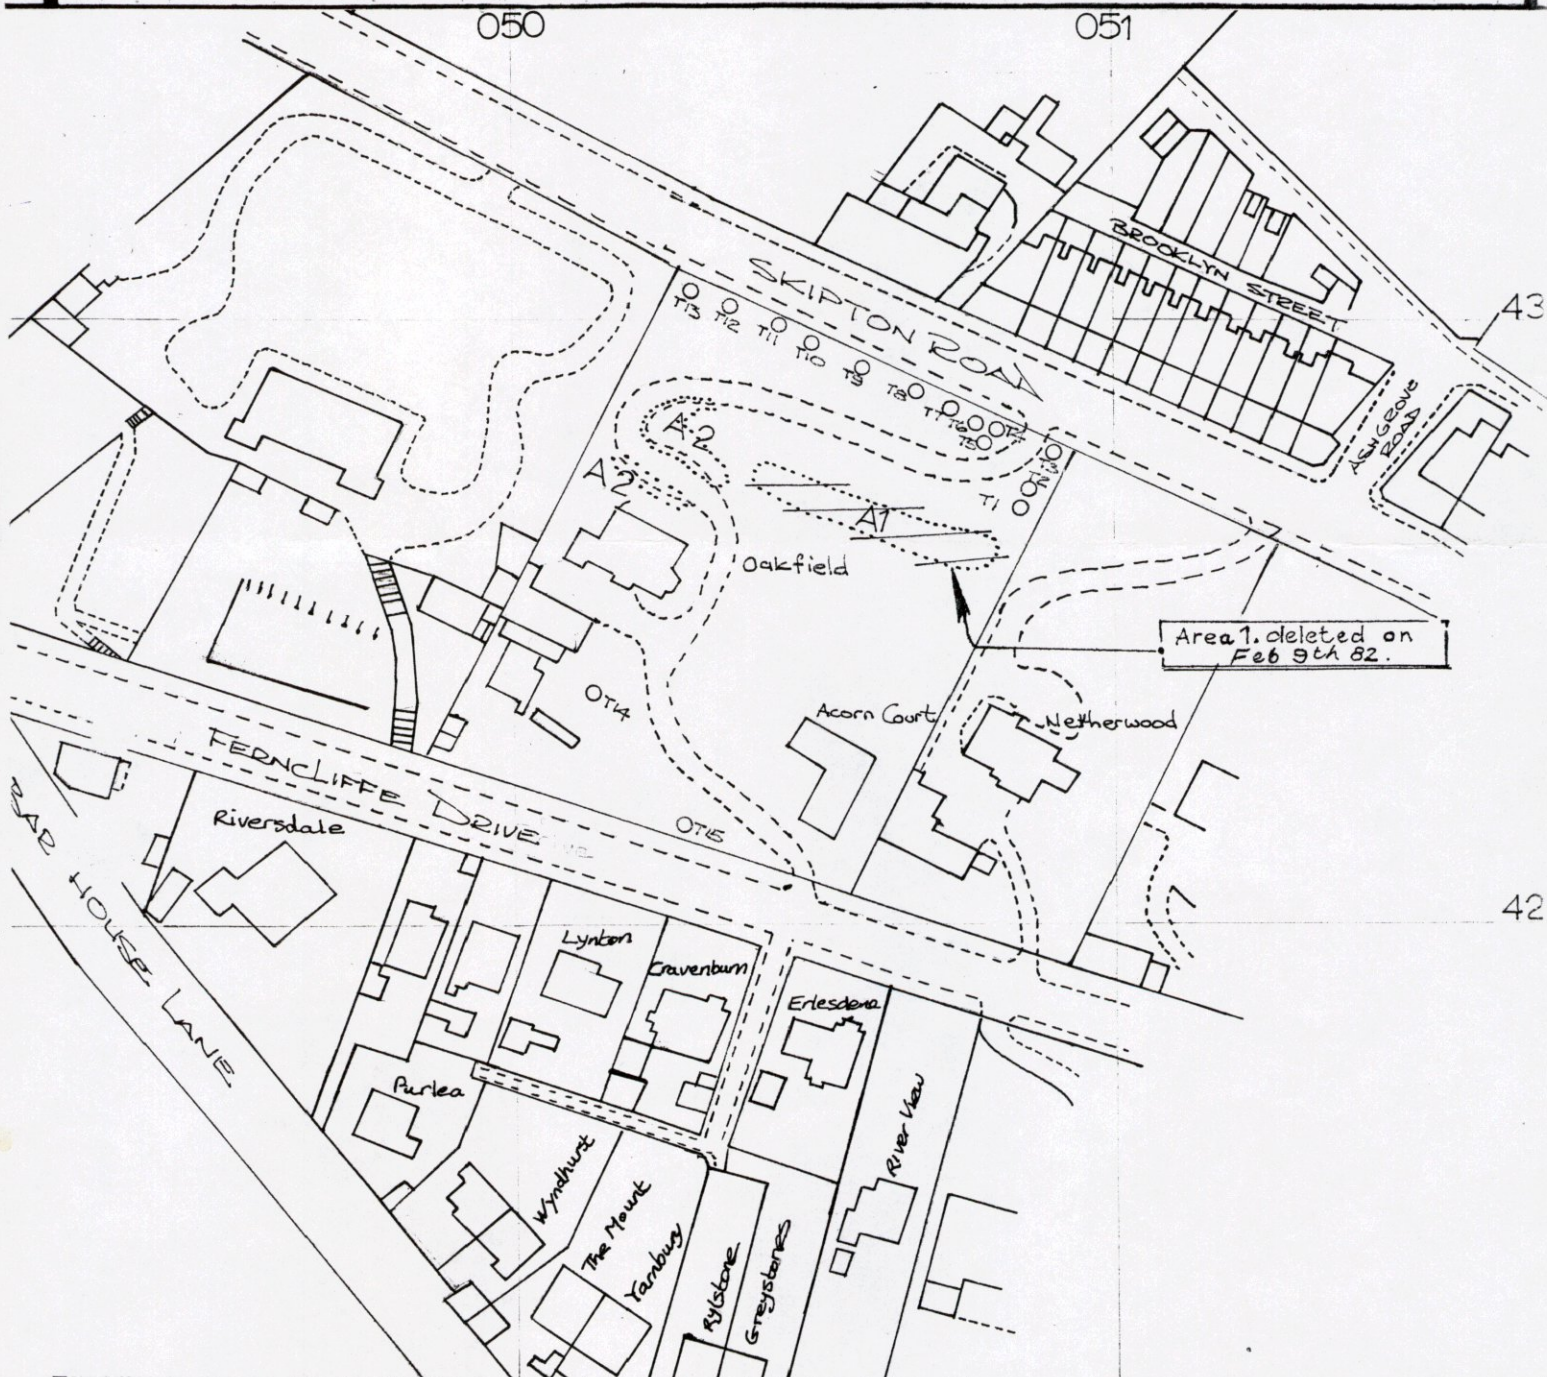 050
051
SKIPTON ROAD
BROOKLYN STREET
43
ASHGROVE ROAD
T13
T12
T11
T10
T9
T8
T7
T6
T5
T4
T3
T2
T1
A2
A2
A1
Oakfield
Area 1. deleted on
Feb 9th 82.
OT14
Acorn Court
Netherwood
FERNCLIFFE DRIVE
OT15
Riversdale
HOUSE LANE
42
Lynton
Cravenburn
Erlesdene
Purlea
River View
Wyndhurst
The Mount
Yarnbury
Rylstone
Greystones